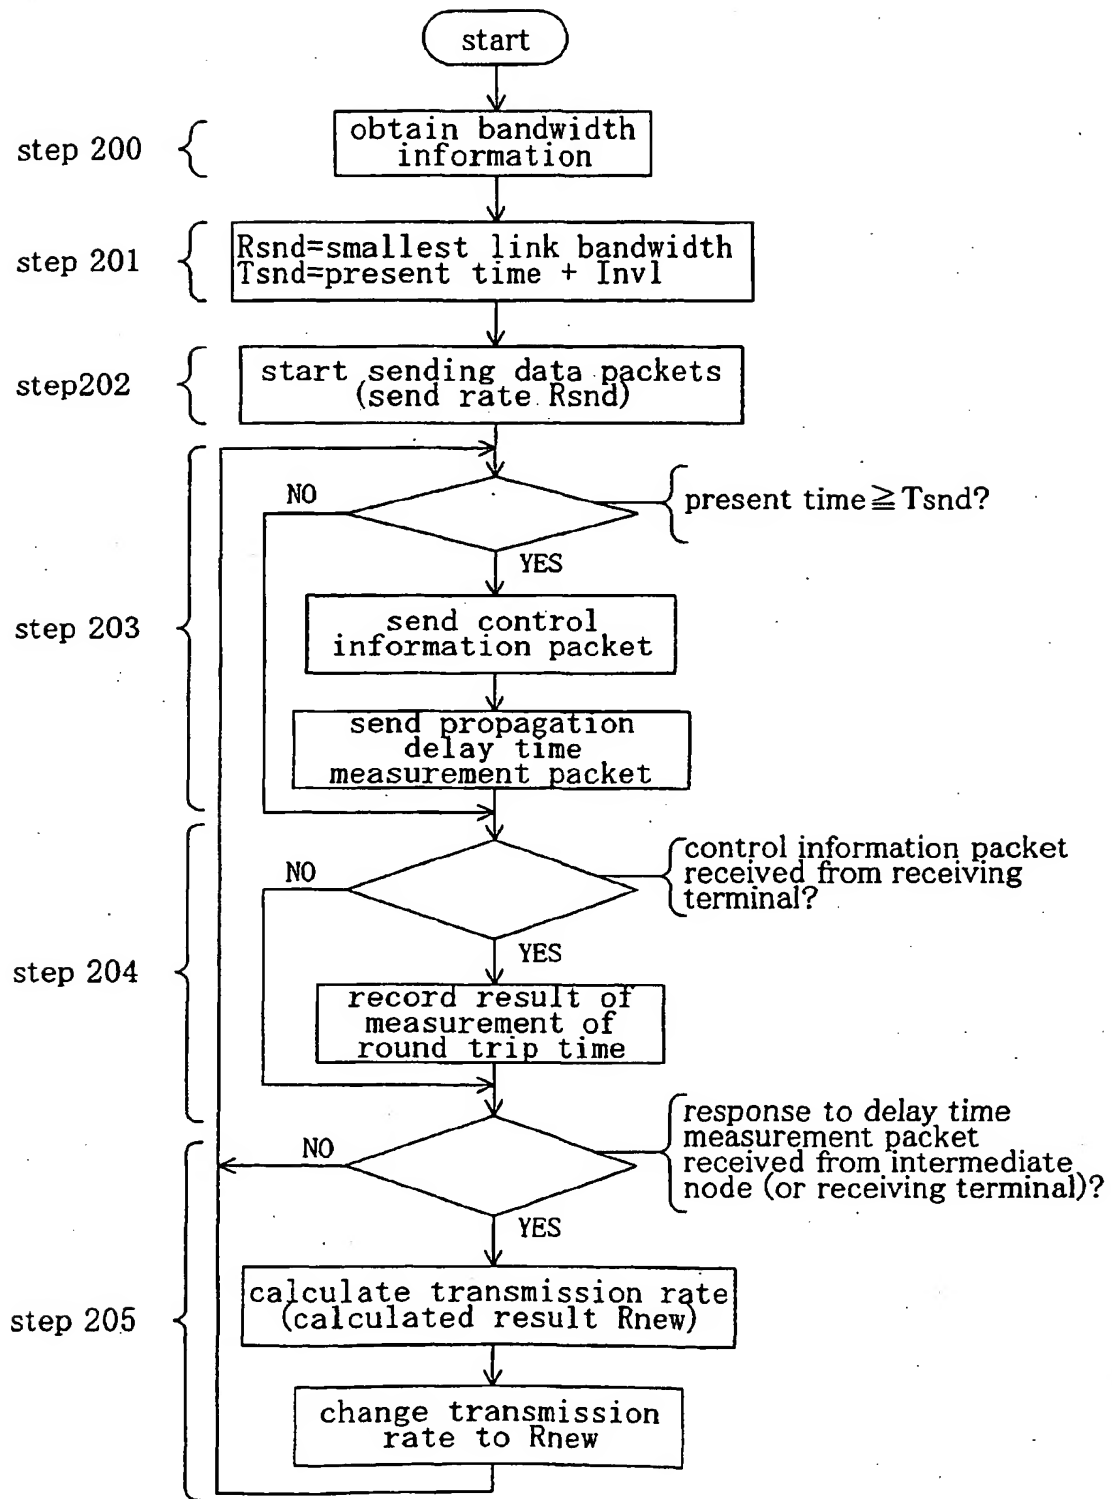 start
step 200
obtain bandwidth
information
step 201
Rsnd=smallest link bandwidth
Tsnd=present time + Invl
step202
start sending data packets
(send rate Rsnd)
NO
present time≧Tsnd?
YES
step 203
send control
information packet
send propagation
delay time
measurement packet
NO
control information packet
received from receiving
terminal?
YES
step 204
record result of
measurement of
round trip time
NO
response to delay time
measurement packet
received from intermediate
node (or receiving terminal)?
YES
step 205
calculate transmission rate
(calculated result Rnew)
change transmission
rate to Rnew